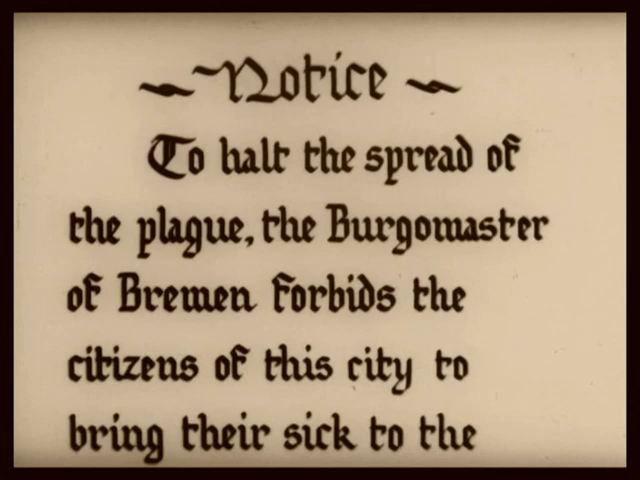 Notice
To halt the spread of
the plague, the Burgomaster
of Bremen forbids the
citizens of this city to
bring their sick to the